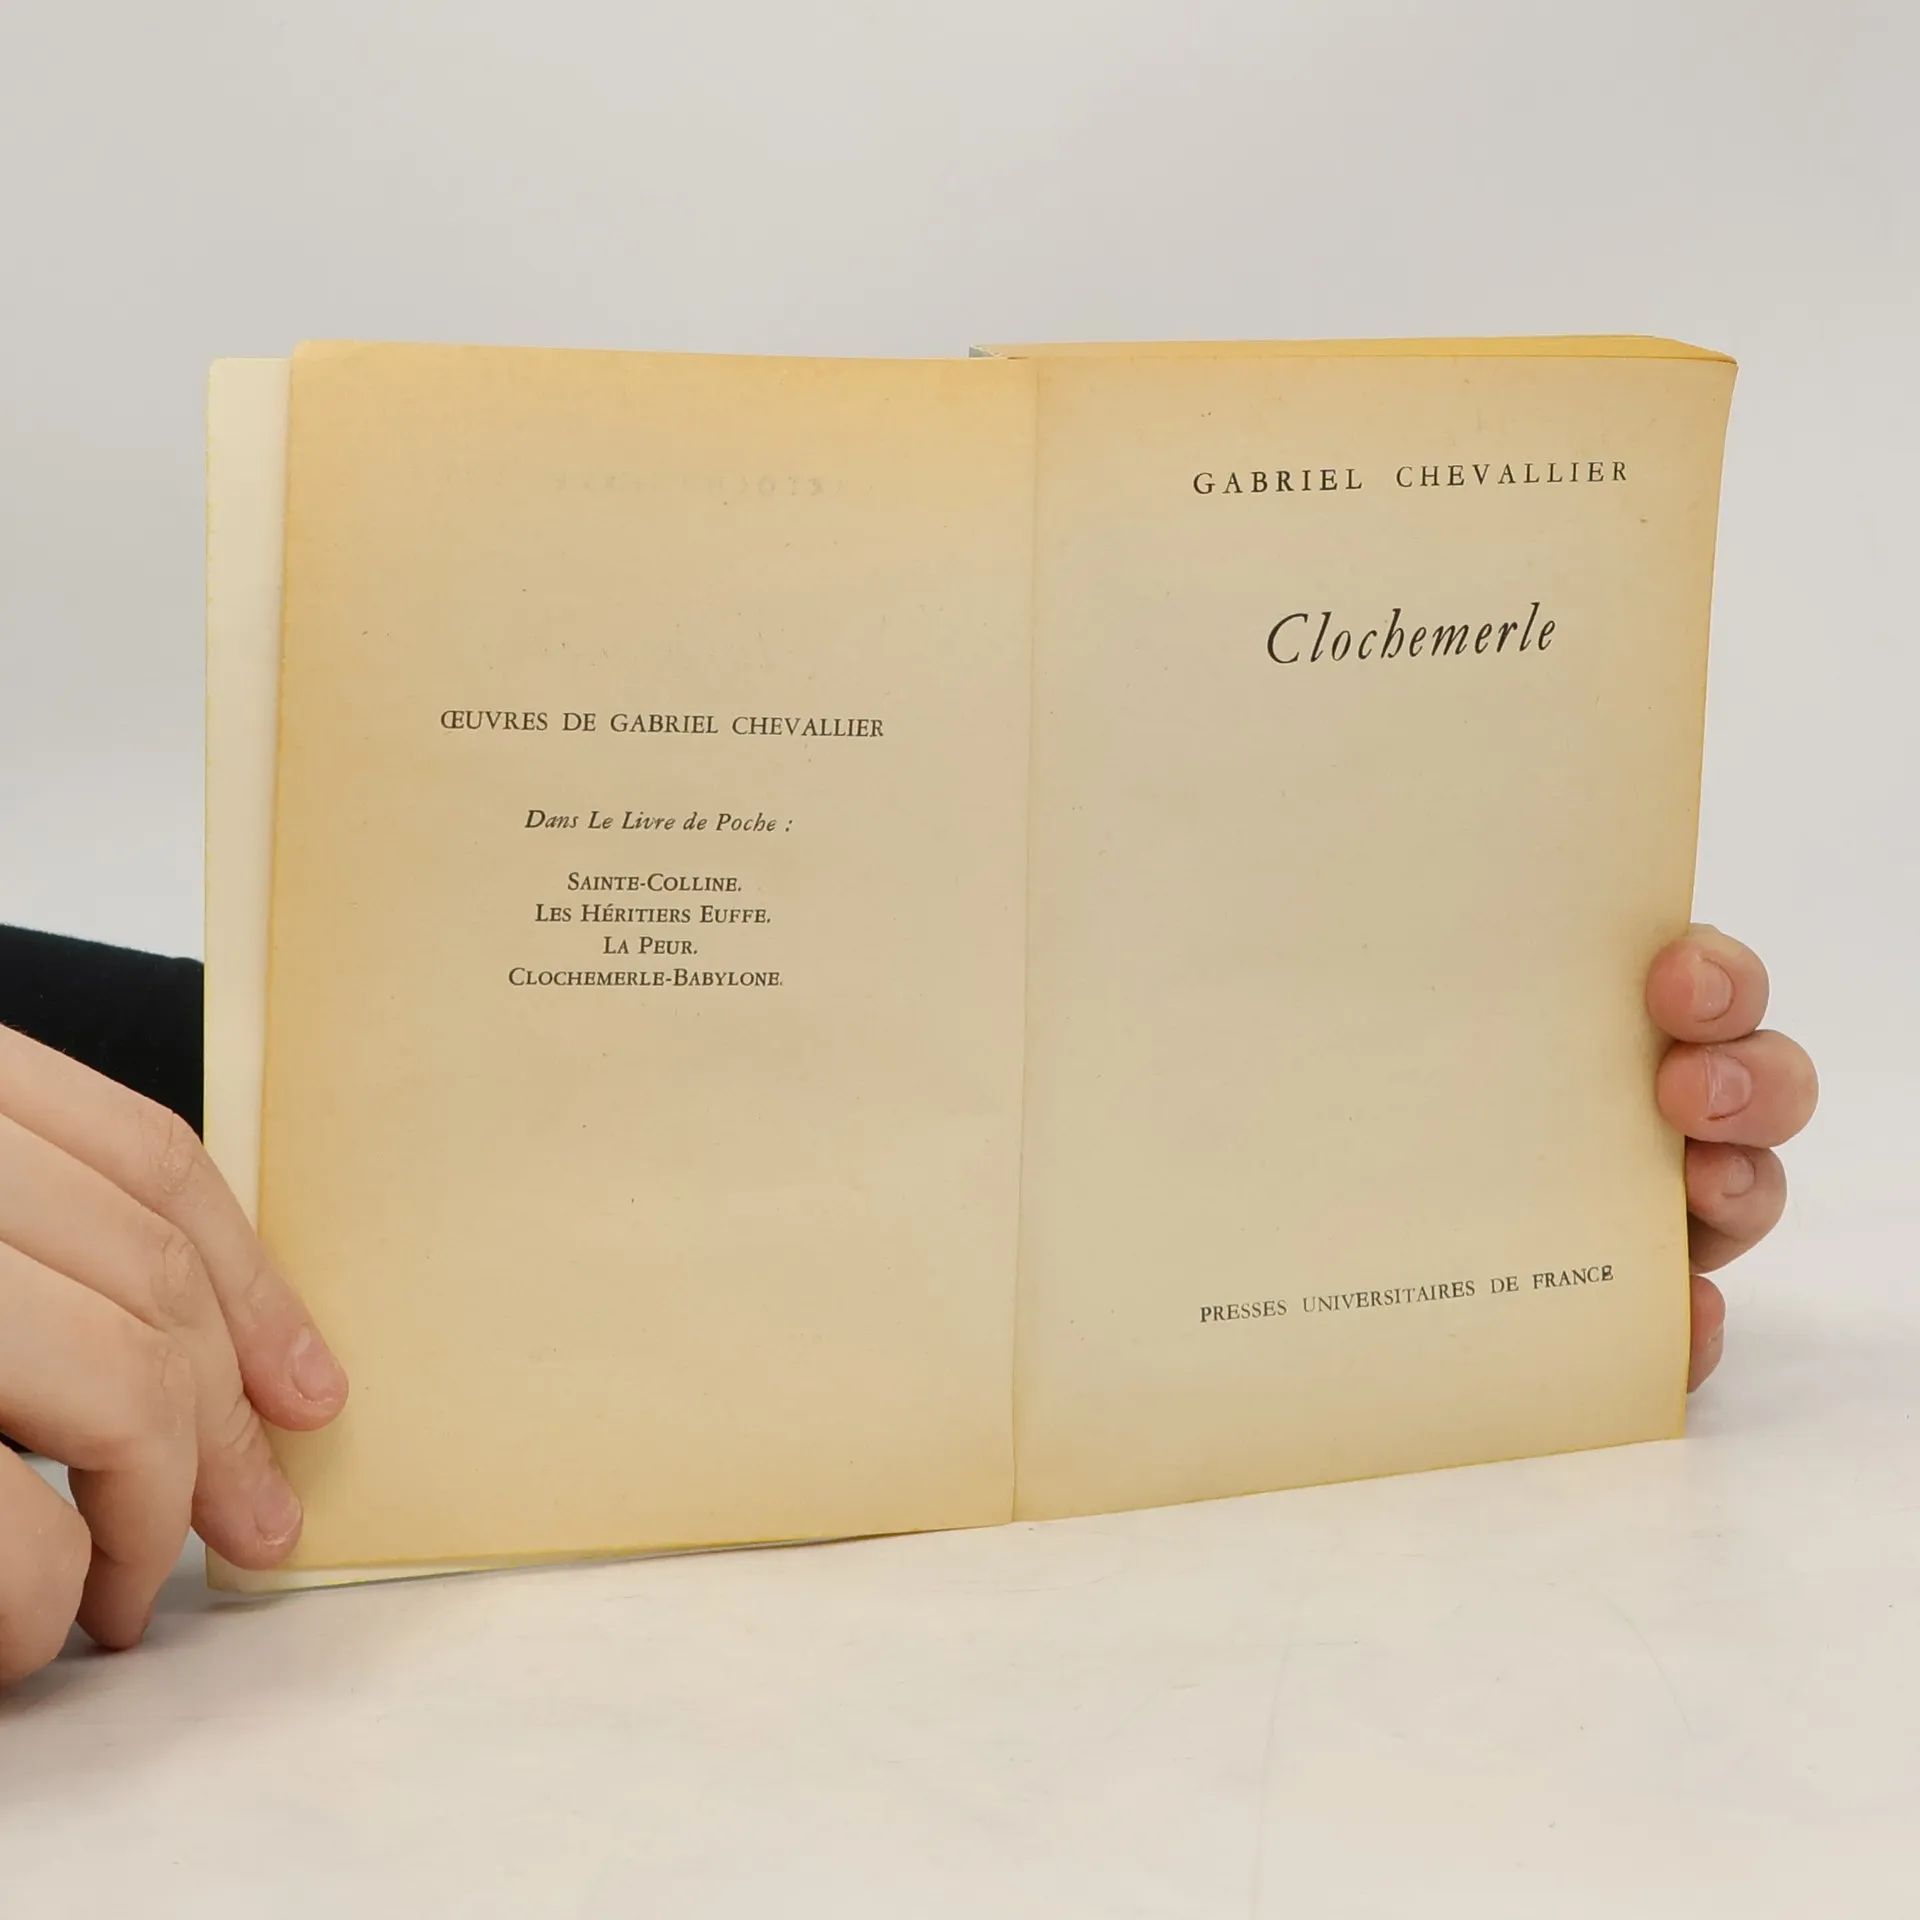 ŒUVRES DE GABRIEL CHEVALLIER
Dans Le Livre de Poche :
SAINTE-COLLINE.
LES HÉRITIERS EUFFE.
LA PEUR.
CLOCHEMERLE-BABYLONE.
GABRIEL CHEVALLIER
Clochemerle
PRESSES UNIVERSITAIRES DE FRANCE